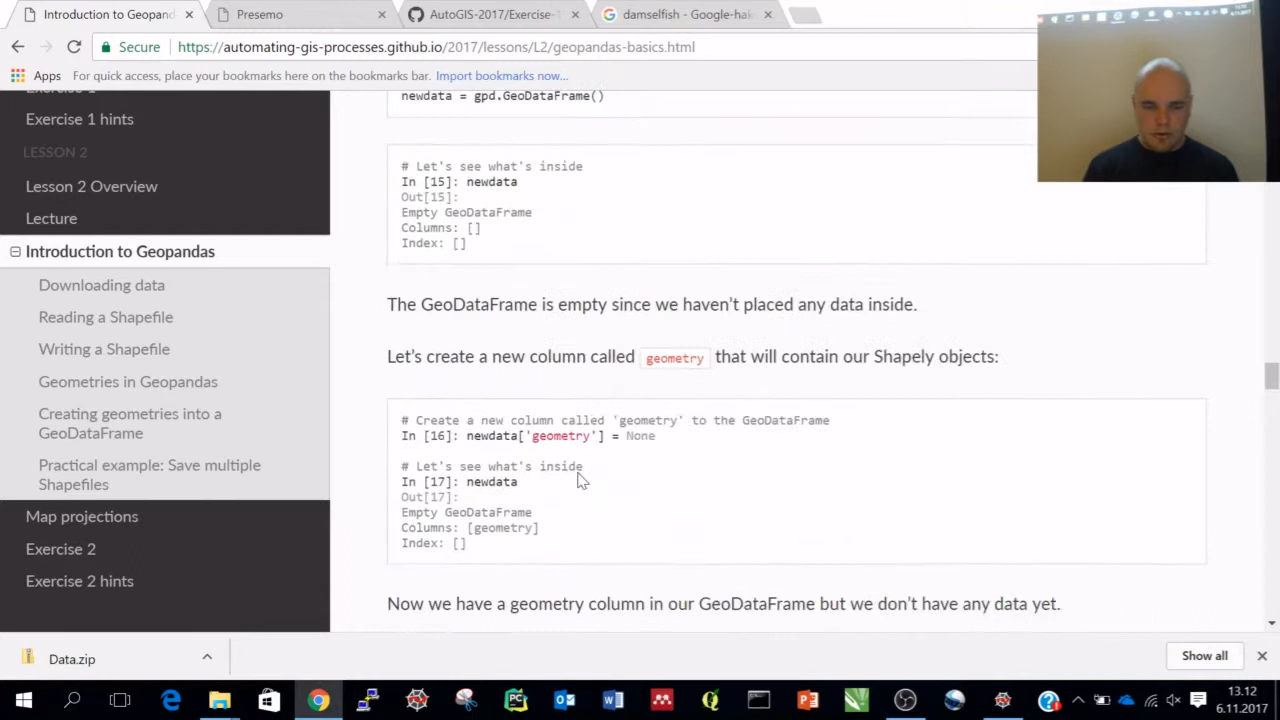 Introduction to Geopand
Presemo
AutoGIS-2017/Exercise-
damselfish - Google-hak
Secure
https://automating-gis-processes.github.io/2017/lessons/L2/geopandas-basics.html
Apps
For quick access, place your bookmarks here on the bookmarks bar. Import bookmarks now...
Exercise 1
Exercise 1 hints
LESSON 2
Lesson 2 Overview
Lecture
Introduction to Geopandas
Downloading data
Reading a Shapefile
Writing a Shapefile
Geometries in Geopandas
Creating geometries into a
GeoDataFrame
Practical example: Save multiple
Shapefiles
Map projections
Exercise 2
Exercise 2 hints
newdata = gpd.GeoDataFrame()
# Let's see what's inside
In [15]: newdata
Out[15]:
Empty GeoDataFrame
Columns: []
Index: []
The GeoDataFrame is empty since we haven't placed any data inside.
Let's create a new column called geometry that will contain our Shapely objects:
# Create a new column called 'geometry' to the GeoDataFrame
In [16]: newdata['geometry'] = None
# Let's see what's inside
In [17]: newdata
Out[17]:
Empty GeoDataFrame
Columns: [geometry]
Index: []
Now we have a geometry column in our GeoDataFrame but we don't have any data yet.
Data.zip
Show all
13.12
6.11.2017